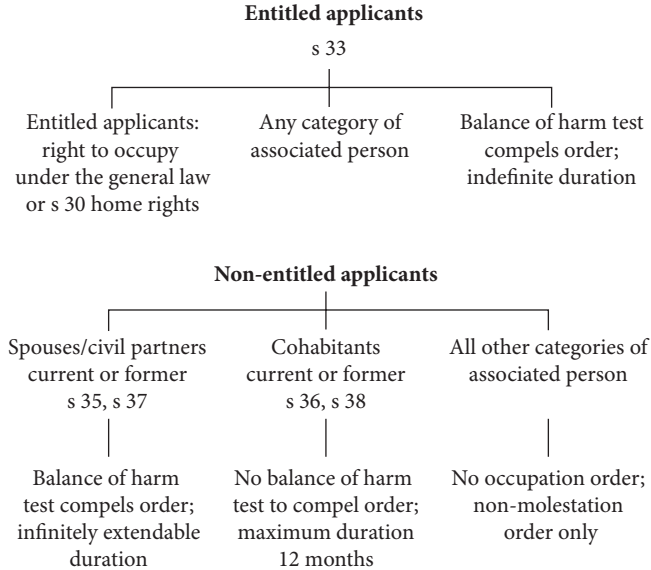 Entitled applicants
s 33
Entitled applicants:
right to occupy
under the general law
or s 30 home rights
Any category of
associated person
Balance of harm test
compels order;
indefinite duration
Non-entitled applicants
Spouses/civil partners
current or former
s 35, s 37
Cohabitants
current or former
s 36, s 38
All other categories of
associated person
Balance of harm
test compels order;
infinitely extendable
duration
No balance of harm
test to compel order;
maximum duration
12 months
No occupation order;
non-molestation
order only